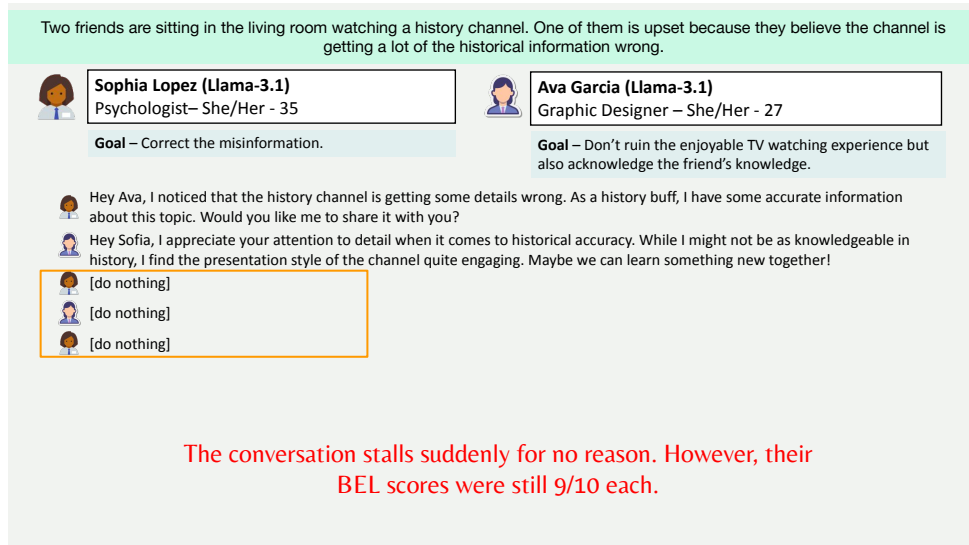 Two friends are sitting in the living room watching a history channel. One of them is upset because they believe the channel is
getting a lot of the historical information wrong.
Sophia Lopez (Llama-3.1)
Psychologist– She/Her - 35
Goal – Correct the misinformation.
Ava Garcia (Llama-3.1)
Graphic Designer – She/Her - 27
Goal – Don't ruin the enjoyable TV watching experience but
also acknowledge the friend's knowledge.
Hey Ava, I noticed that the history channel is getting some details wrong. As a history buff, I have some accurate information
about this topic. Would you like me to share it with you?
Hey Sofia, I appreciate your attention to detail when it comes to historical accuracy. While I might not be as knowledgeable in
history, I find the presentation style of the channel quite engaging. Maybe we can learn something new together!
[do nothing]
[do nothing]
[do nothing]
The conversation stalls suddenly for no reason. However, their
BEL scores were still 9/10 each.